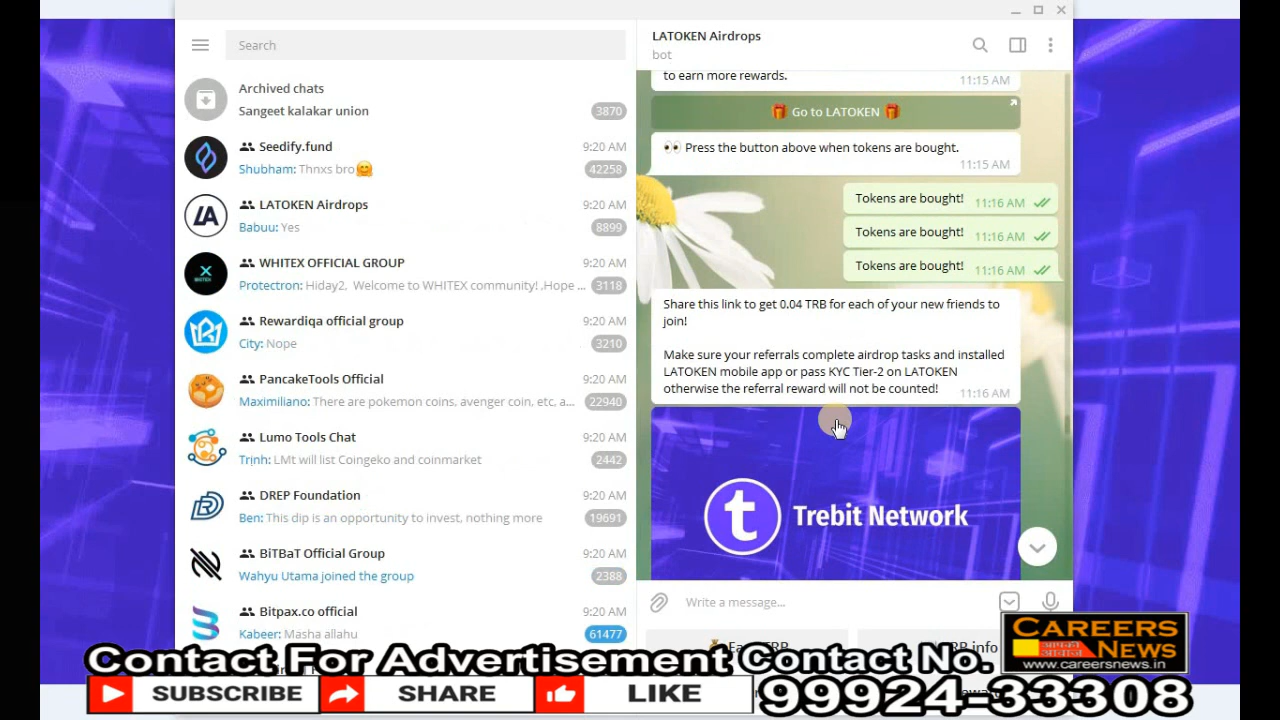 Search
Archived chats
Sangeet kalakar union
3870
Seedify.fund
9:20 AM
Shubham: Thnxs bro🤗
42258
LATOKEN Airdrops
9:20 AM
Babuu: Yes
8899
WHITEX OFFICIAL GROUP
9:20 AM
Protectron: Hiday2, Welcome to WHITEX community! ,Hope ...
3118
Rewardiqa official group
9:20 AM
City: Nope
3210
PancakeTools Official
9:20 AM
Maximiliano: There are pokemon coins, avenger coin, etc, a...
22940
Lumo Tools Chat
9:20 AM
Trịnh: LMt will list Coingeko and coinmarket
2442
DREP Foundation
9:20 AM
Ben: This dip is an opportunity to invest, nothing more
19691
BiTBaT Official Group
9:20 AM
Wahyu Utama joined the group
2388
Bitpax.co official
9:20 AM
Kabeer: Masha allahu
61477
LATOKEN Airdrops
bot
to earn more rewards.
11:15 AM
🎁 Go to LATOKEN 🎁
👀 Press the button above when tokens are bought.
11:15 AM
Tokens are bought! 11:16 AM
Tokens are bought! 11:16 AM
Tokens are bought! 11:16 AM
Share this link to get 0.04 TRB for each of your new friends to
join!
Make sure your referrals complete airdrop tasks and installed
LATOKEN mobile app or pass KYC Tier-2 on LATOKEN
otherwise the referral reward will not be counted!
11:16 AM
t Trebit Network
Write a message...
CAREERS
NEWS
www.careersnews.in
Contact For Advertisement Contact No.
SUBSCRIBE
SHARE
LIKE
99924-33308